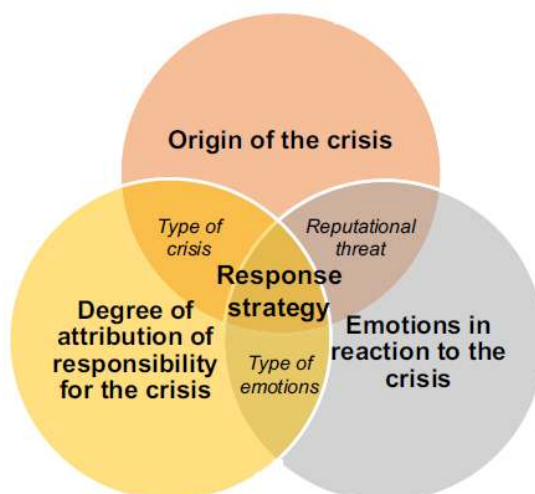 Origin of the crisis
Type of
crisis
Reputational
threat
Response
strategy
Degree of
attribution of
responsibility
for the crisis
Type of
emotions
Emotions in
reaction to the
crisis